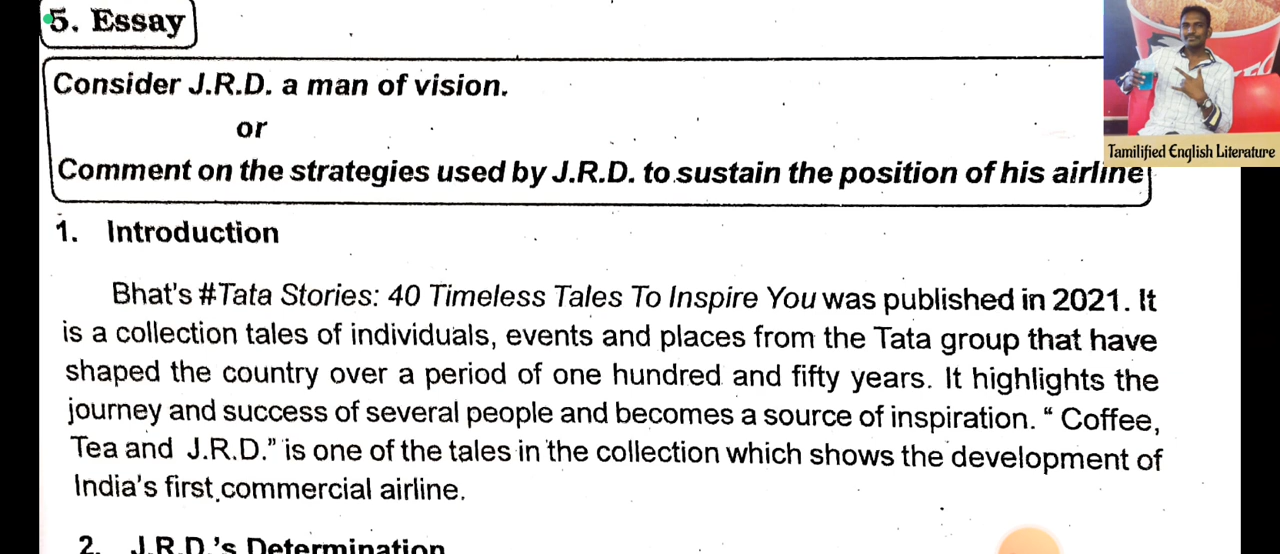 5. Essay
Consider J.R.D. a man of vision.
or
Comment on the strategies used by J.R.D. to sustain the position of his airline
Tamilified English Literature
1. Introduction
Bhat's #Tata Stories: 40 Timeless Tales To Inspire You was published in 2021. It
is a collection tales of individuals, events and places from the Tata group that have
shaped the country over a period of one hundred and fifty years. It highlights the
journey and success of several people and becomes a source of inspiration. “ Coffee,
Tea and J.R.D.” is one of the tales in the collection which shows the development of
India's first commercial airline.
2. J.R.D.'s Determination